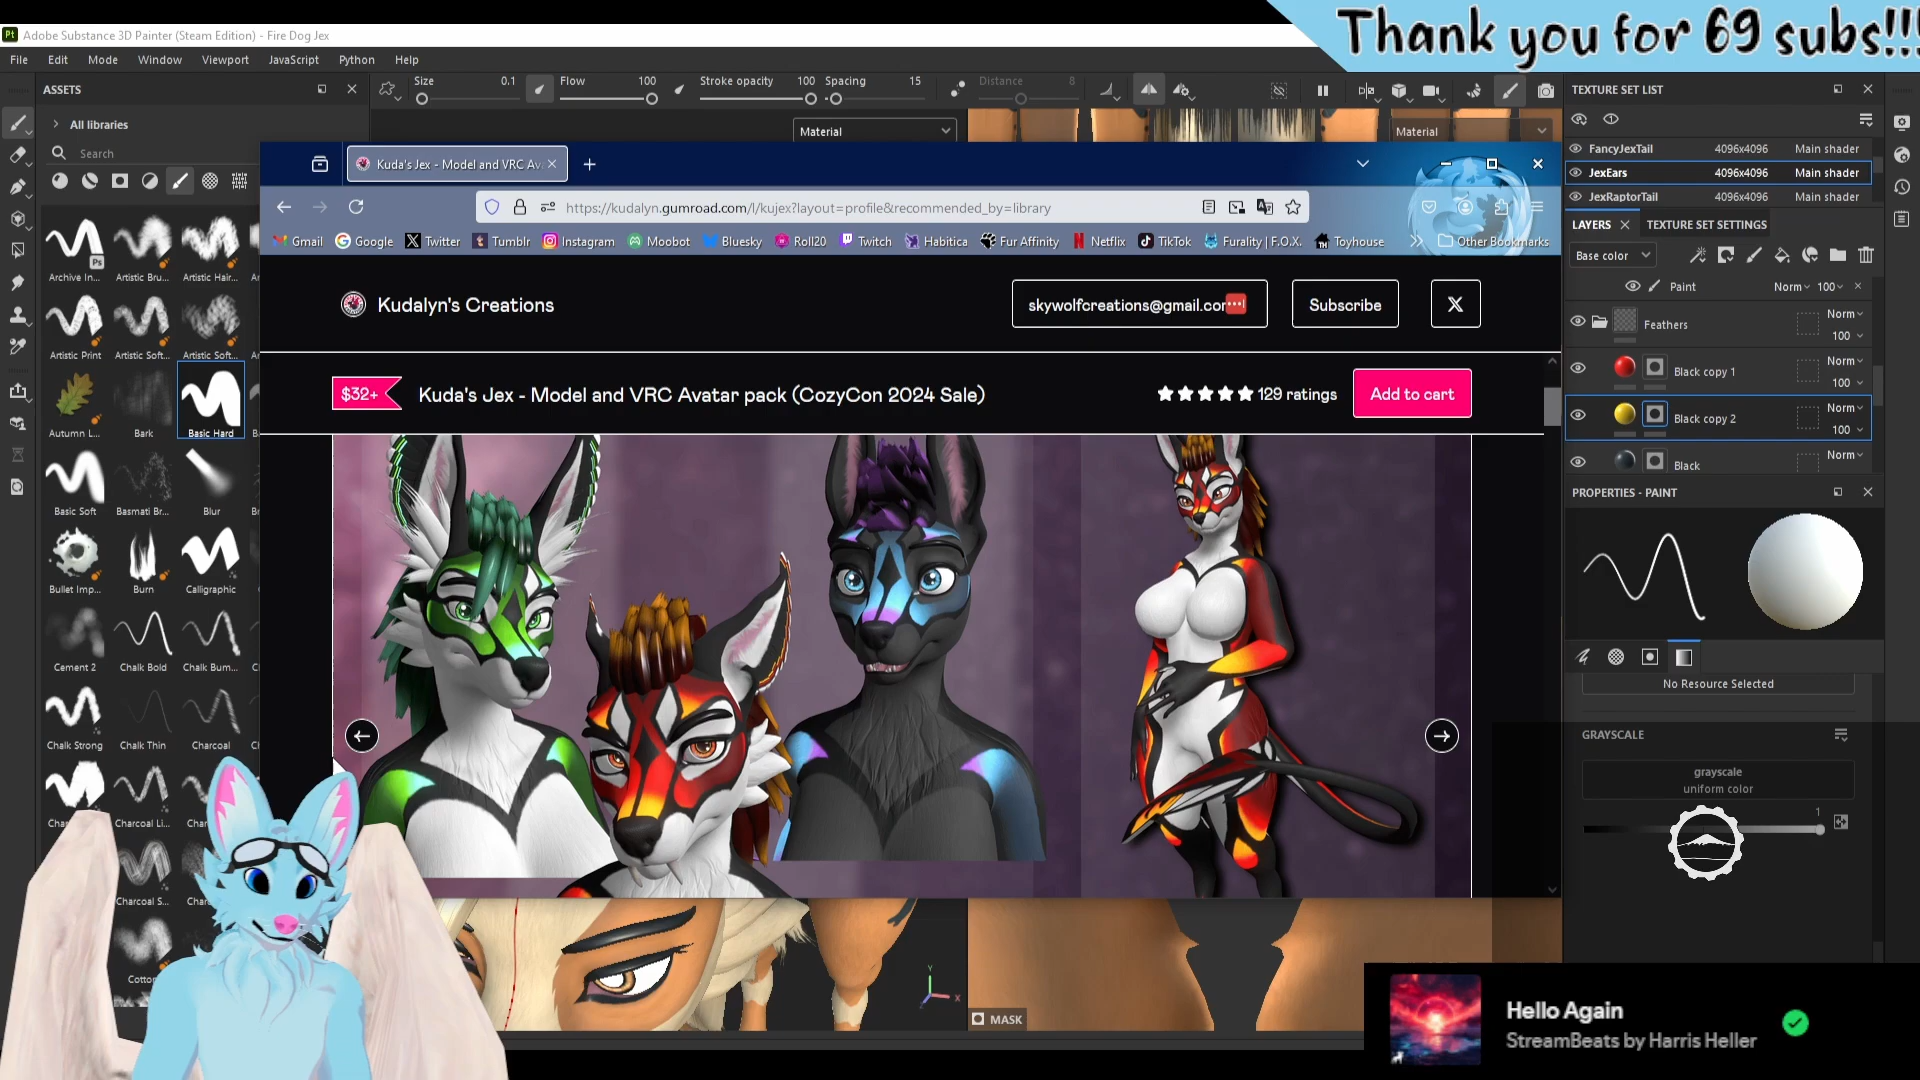 Thank you for 69 subs!!!
Adobe Substance 3D Painter (Steam Edition) - Fire Dog Jex
File Edit Mode Window Viewport JavaScript Python Help
ASSETS
Size 0.1 Flow 100 Stroke opacity 100 Spacing 15 Distance 8
TEXTURE SET LIST
All libraries
Search
Material
Material
FancyJexTail 4096x4096 Main shader
JexEars 4096x4096 Main shader
JexRaptorTail 4096x4096 Main shader
Kuda's Jex - Model and VRC Av
https://kudalyn.gumroad.com/l/kujex?layout=profile&recommended_by=library
Gmail Google Twitter Tumblr Instagram Moobot Bluesky Roll20 Twitch Habitica Fur Affinity Netflix TikTok Furality | F.O.X. Toyhouse Other Bookmarks
LAYERS TEXTURE SET SETTINGS
Base color
Paint Norm 100
Feathers Norm 100
Black copy 1 Norm 100
Black copy 2 Norm 100
Black Norm
Kudalyn's Creations
skywolfcreations@gmail.com
Subscribe
$32+
Kuda's Jex - Model and VRC Avatar pack (CozyCon 2024 Sale)
129 ratings
Add to cart
Archive In... Artistic Bru... Artistic Hair...
Ps
Artistic Print Artistic Soft... Artistic Soft...
Autumn L... Bark Basic Hard
Basic Soft Basmati Br... Blur
Bullet Imp... Burn Calligraphic
Cement 2 Chalk Bold Chalk Bum...
Chalk Strong Chalk Thin Charcoal
Charcoal Li...
Charcoal S...
PROPERTIES - PAINT
No Resource Selected
GRAYSCALE
grayscale
uniform color
1
Y
X
MASK
Hello Again
StreamBeats by Harris Heller